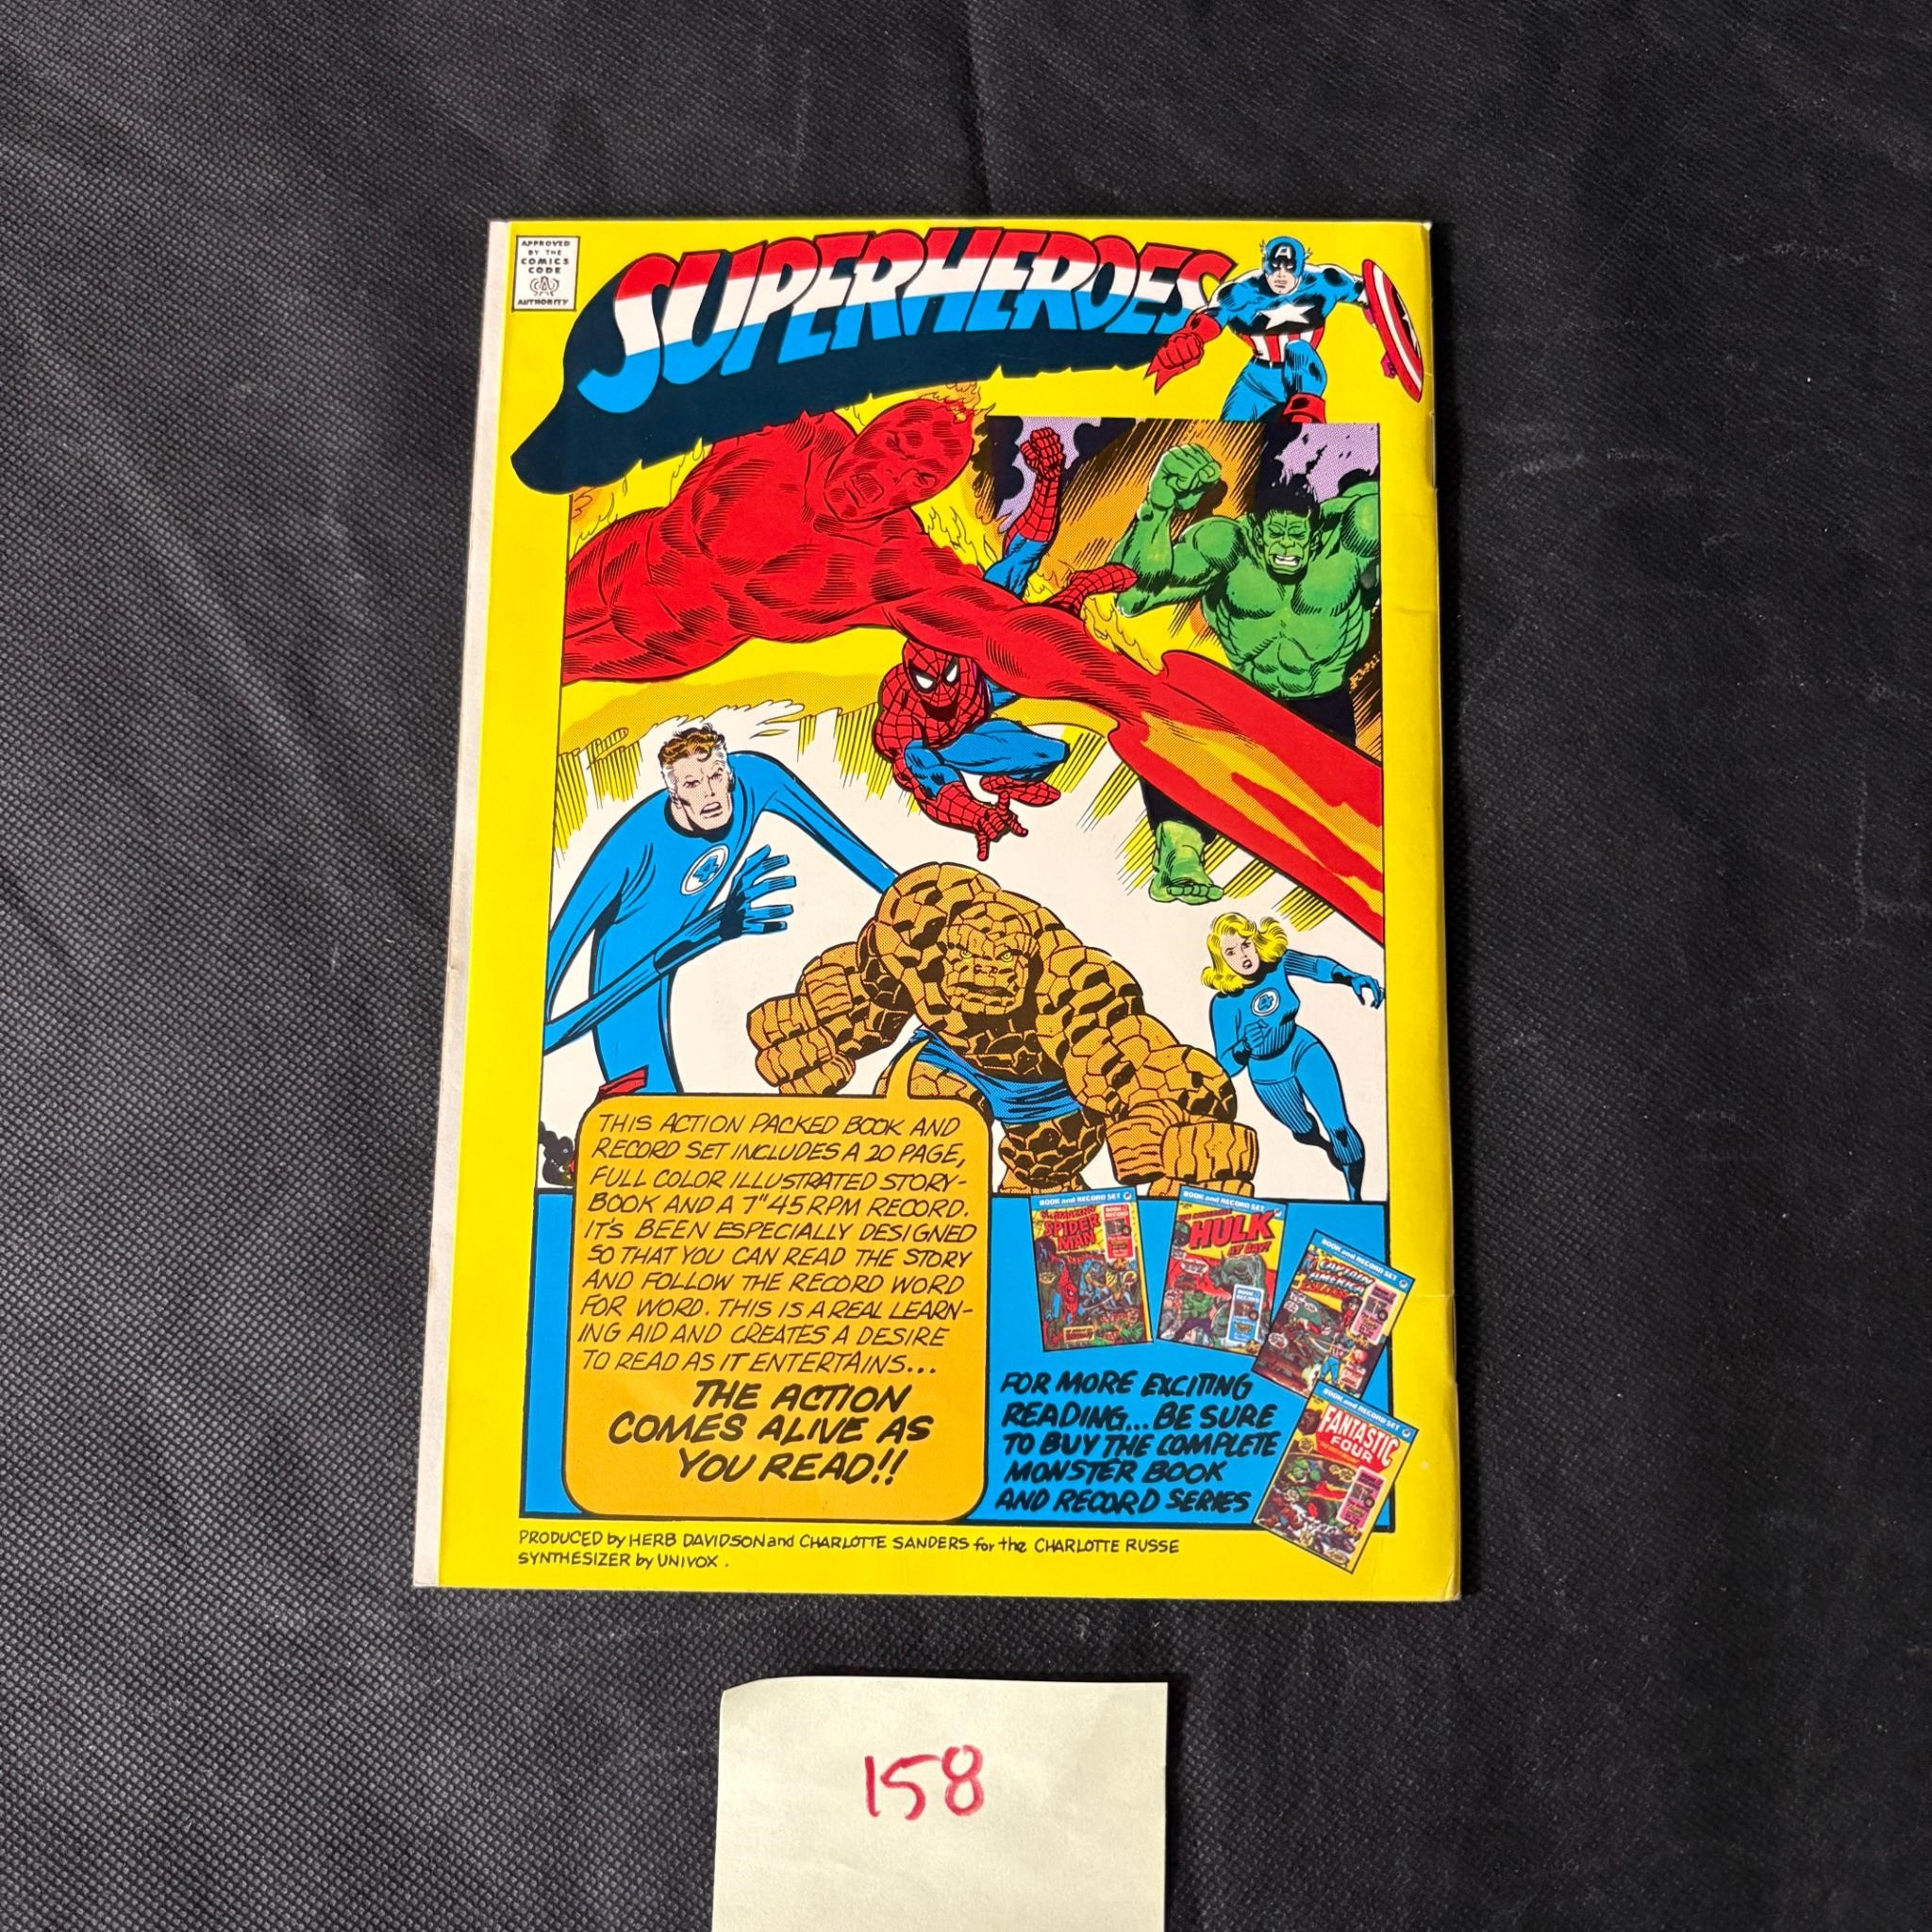 APPROVED
BY THE
COMICS
CODE
CA
AUTHORITY
SUPERHEROES
A
4
4
THIS ACTION PACKED BOOK AND
RECORD SET INCLUDES A 20 PAGE,
FULL COLOR ILLUSTRATED STORY-
BOOK AND A 7" 45 RPM RECORD.
IT'S BEEN ESPECIALLY DESIGNED
SO THAT YOU CAN READ THE STORY
AND FOLLOW THE RECORD WORD
FOR WORD. THIS IS A REAL LEARN-
ING AID AND CREATES A DESIRE
TO READ AS IT ENTERTAINS...
THE ACTION
COMES ALIVE AS
YOU READ!!
BOOK and RECORD SET
SPIDER
MAN
BOOK and RECORD SET
HULK
BOOK and RECORD SET
CAPTAIN
AMERICA
BOOK and RECORD SET
FANTASTIC
FOUR
FOR MORE EXCITING
READING... BE SURE
TO BUY THE COMPLETE
MONSTER BOOK
AND RECORD SERIES
PRODUCED by HERB DAVIDSON and CHARLOTTE SANDERS for the CHARLOTTE RUSSE
SYNTHESIZER by UNIVOX.
158